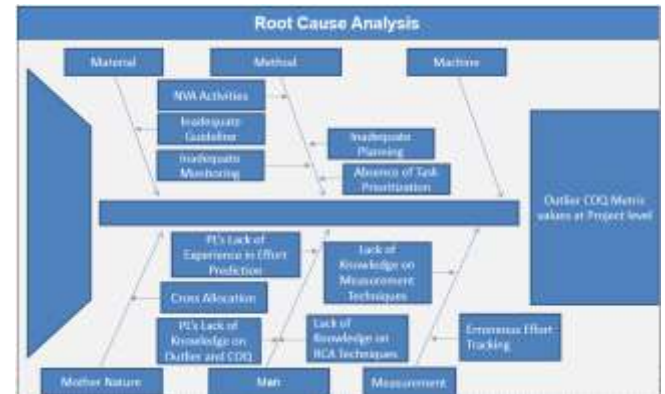 Root Cause Analysis
Material
Method
Machine
NVA Activities
Inadequate
Guideline
Inadequate
Monitoring
Inadequate
Planning
Absence of Task
Prioritization
Outlier COQ Metric
values at Project level
PL's Lack of
Experience in Effort
Prediction
Lack of
Knowledge on
Measurement
Techniques
Cross Allocation
PL's Lack of
Knowledge on
Outlier and COQ
Lack of
Knowledge on
RCA Techniques
Erroneous Effort
Tracking
Mother Nature
Man
Measurement